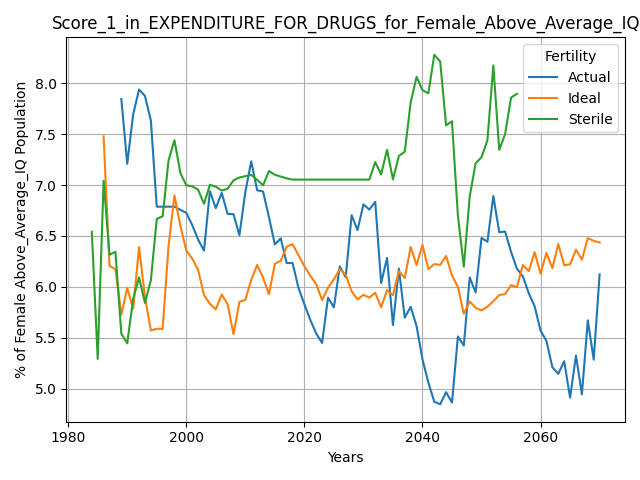 Score_1_in_EXPENDITURE_FOR_DRUGS_for_Female_Above_Average_IQ
% of Female Above_Average_IQ Population
8.0
7.5
7.0
6.5
6.0
5.5
5.0
Fertility
Actual
Ideal
Sterile
1980
2000
2020
2040
2060
Years